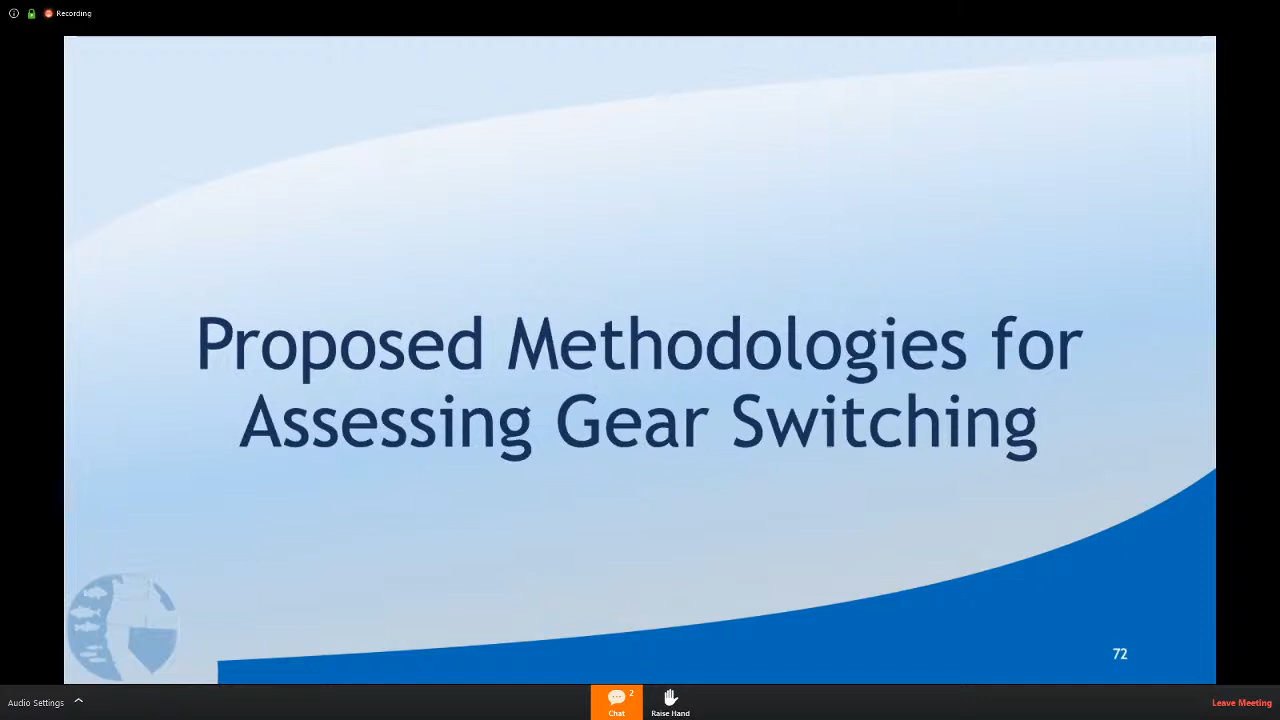 Recording
Proposed Methodologies for
Assessing Gear Switching
72
Audio Settings
2
Chat
Raise Hand
Leave Meeting